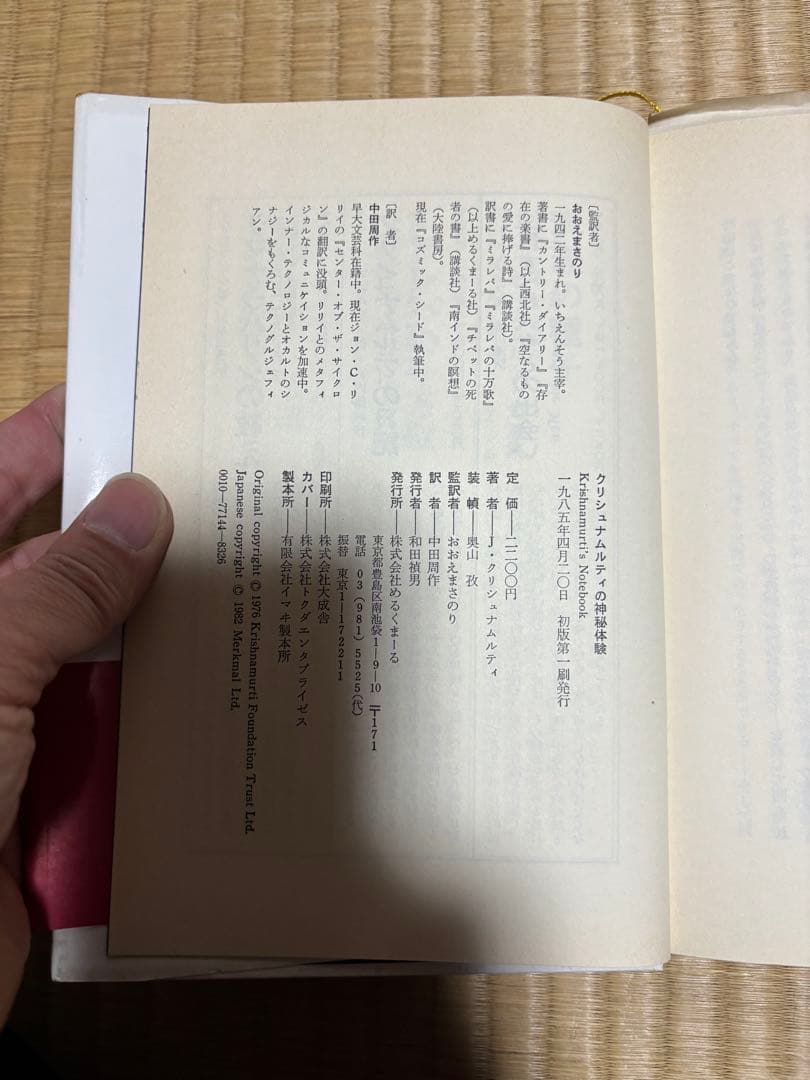 〔監訳者〕
おおえまさのり
一九四二年生まれ。いちえんそう主宰。
著書に『カントリー・ダイアリー』『存
在の楽書』（以上西北社）『空なるもの
の愛に捧げる詩』（講談社）。
訳書に『ミラレパ』『ミラレパの十万歌』
（以上めるくまーる社）『チベットの死
者の書』（講談社）『南インドの瞑想』
（大陸書房）。
現在『コズミック・シード』執筆中。
〔訳　者〕
中田周作
早大文芸科在籍中。現在ジョン・C・リ
リイの『センター・オブ・ザ・サイクロ
ン』の翻訳に没頭。リリイとのメタフィ
ジカルなコミュニケイションを加速中。
インナー・テクノロジーとオカルトのシ
ナジーをもくろむ、テクノグルジェフィ
アン。
クリシュナムルティの神秘体験
Krishnamurti's Notebook
一九八五年四月二〇日　初版第一刷発行
定　価──二二〇〇円
著　者──J・クリシュナムルティ
装　幀──奥山　孜
監訳者──おおえまさのり
訳　者──中田周作
発行者──和田禎男
発行所──株式会社めるくまーる
東京都豊島区南池袋1─9─10　〒171
電話　03（981）5525（代）
振替　東京1─172211
印刷所──株式会社大成舎
カバー──株式会社トクダエンタプライゼス
製本所──有限会社イマヰ製本所
Original copyright © 1976 Krishnamurti Foundation Trust Ltd.
Japanese copyright © 1982 Merkmal Ltd.
0010─77144─8326